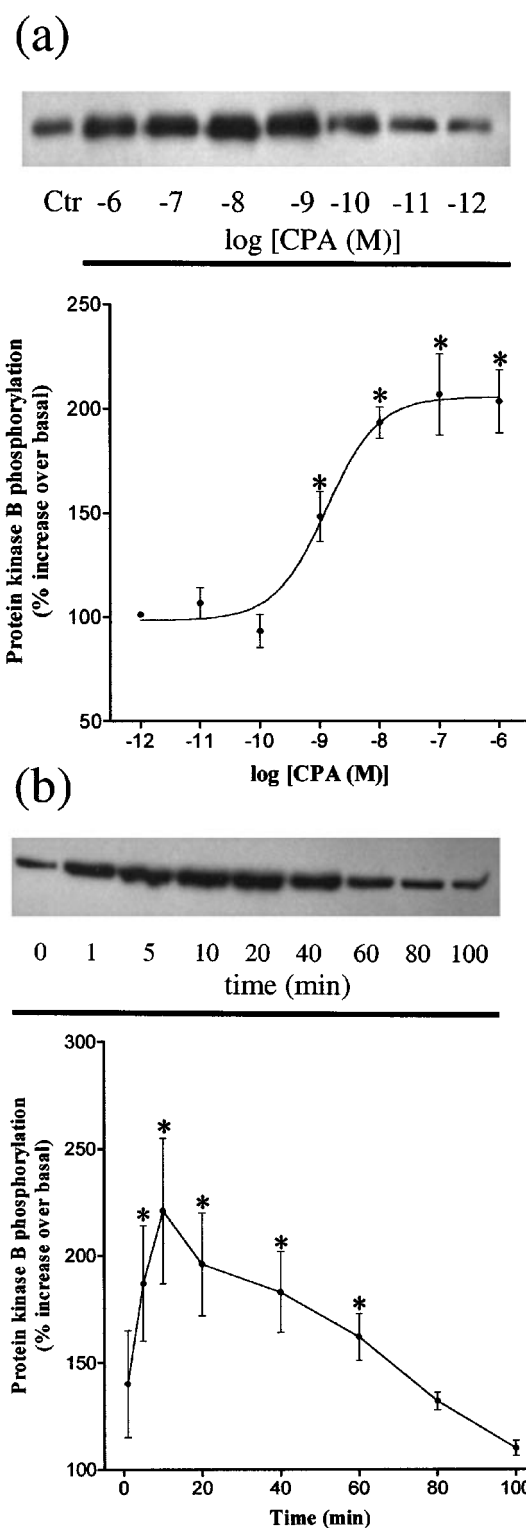 (a)
Ctr -6 -7 -8 -9 -10 -11 -12
log [CPA (M)]
Protein kinase B phosphorylation
(% increase over basal)
250
200
150
100
50
* * * *
-12 -11 -10 -9 -8 -7 -6
log [CPA (M)]
(b)
0 1 5 10 20 40 60 80 100
time (min)
Protein kinase B phosphorylation
(% increase over basal)
300
250
200
150
100
* * * * *
0 20 40 60 80 100
Time (min)